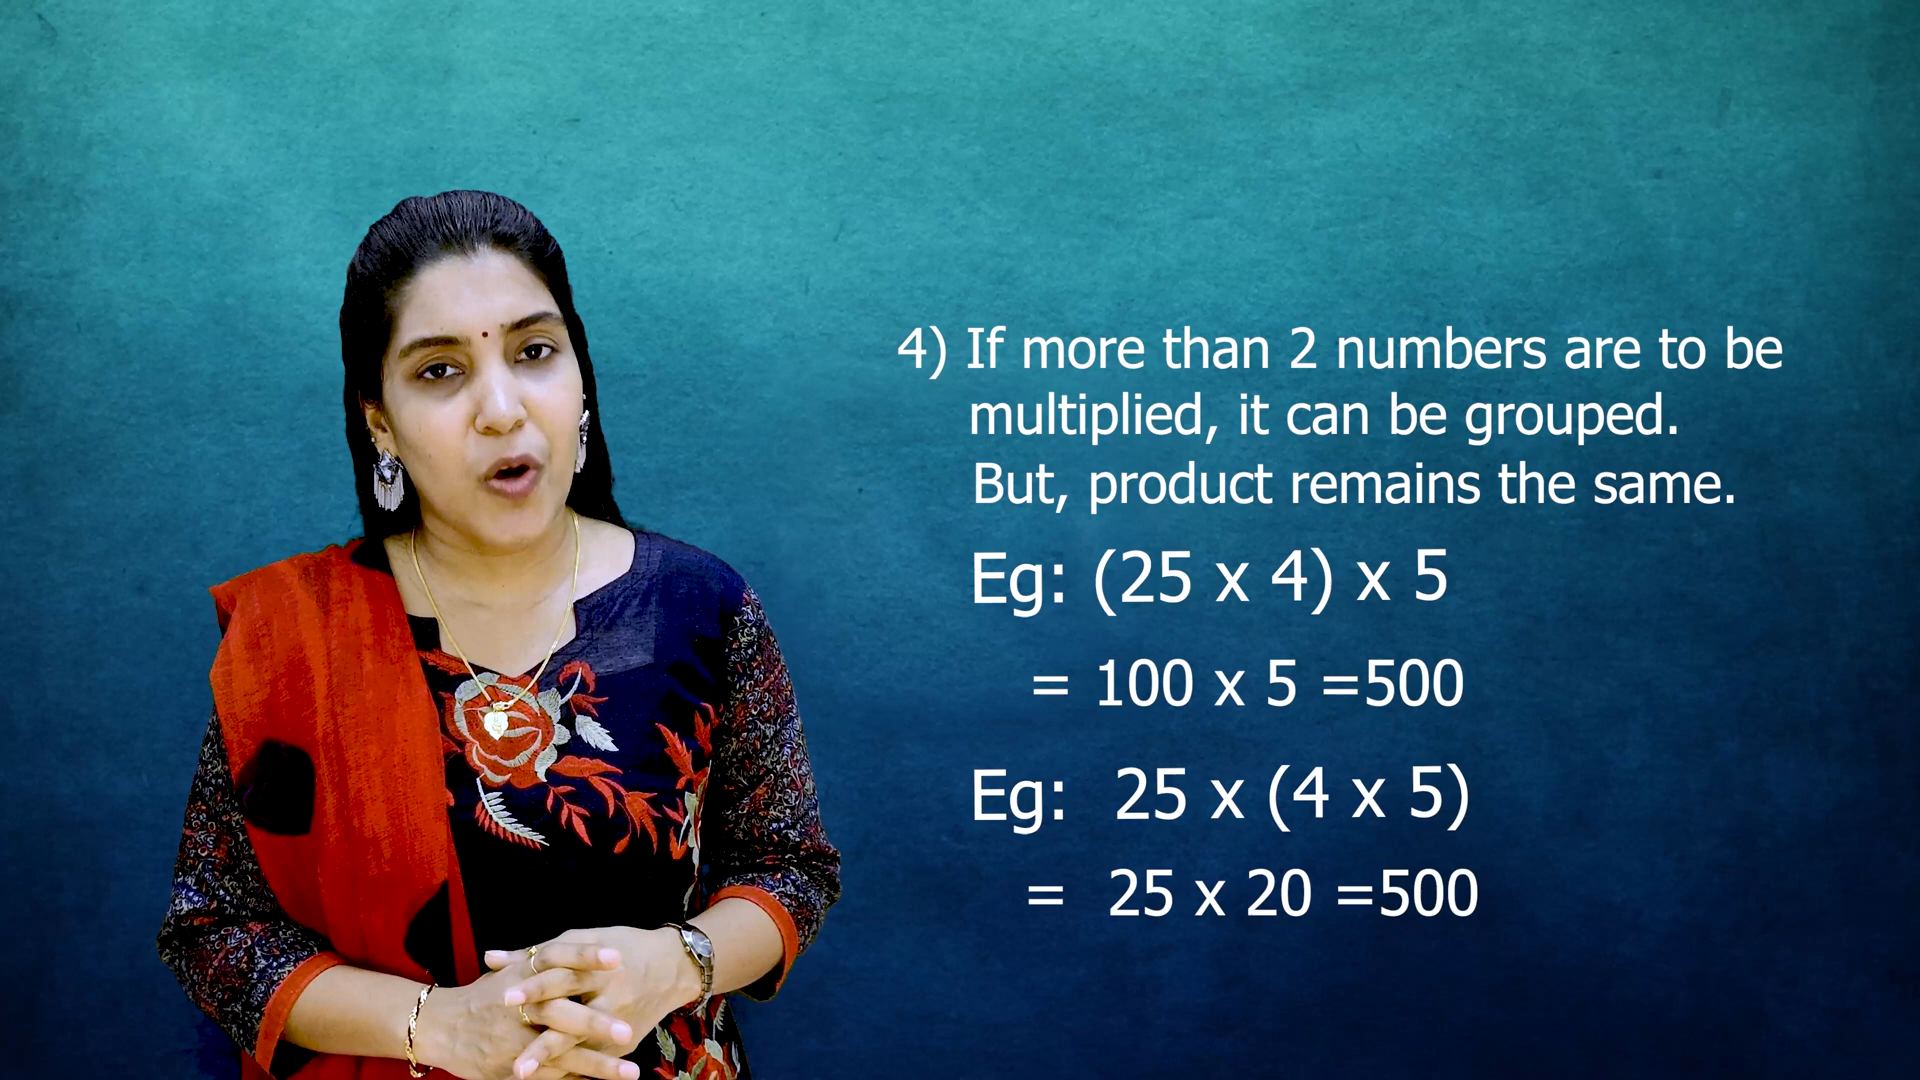 4) If more than 2 numbers are to be
multiplied, it can be grouped.
But, product remains the same.
Eg: (25 x 4) x 5
= 100 x 5 =500
Eg: 25 x (4 x 5)
= 25 x 20 =500